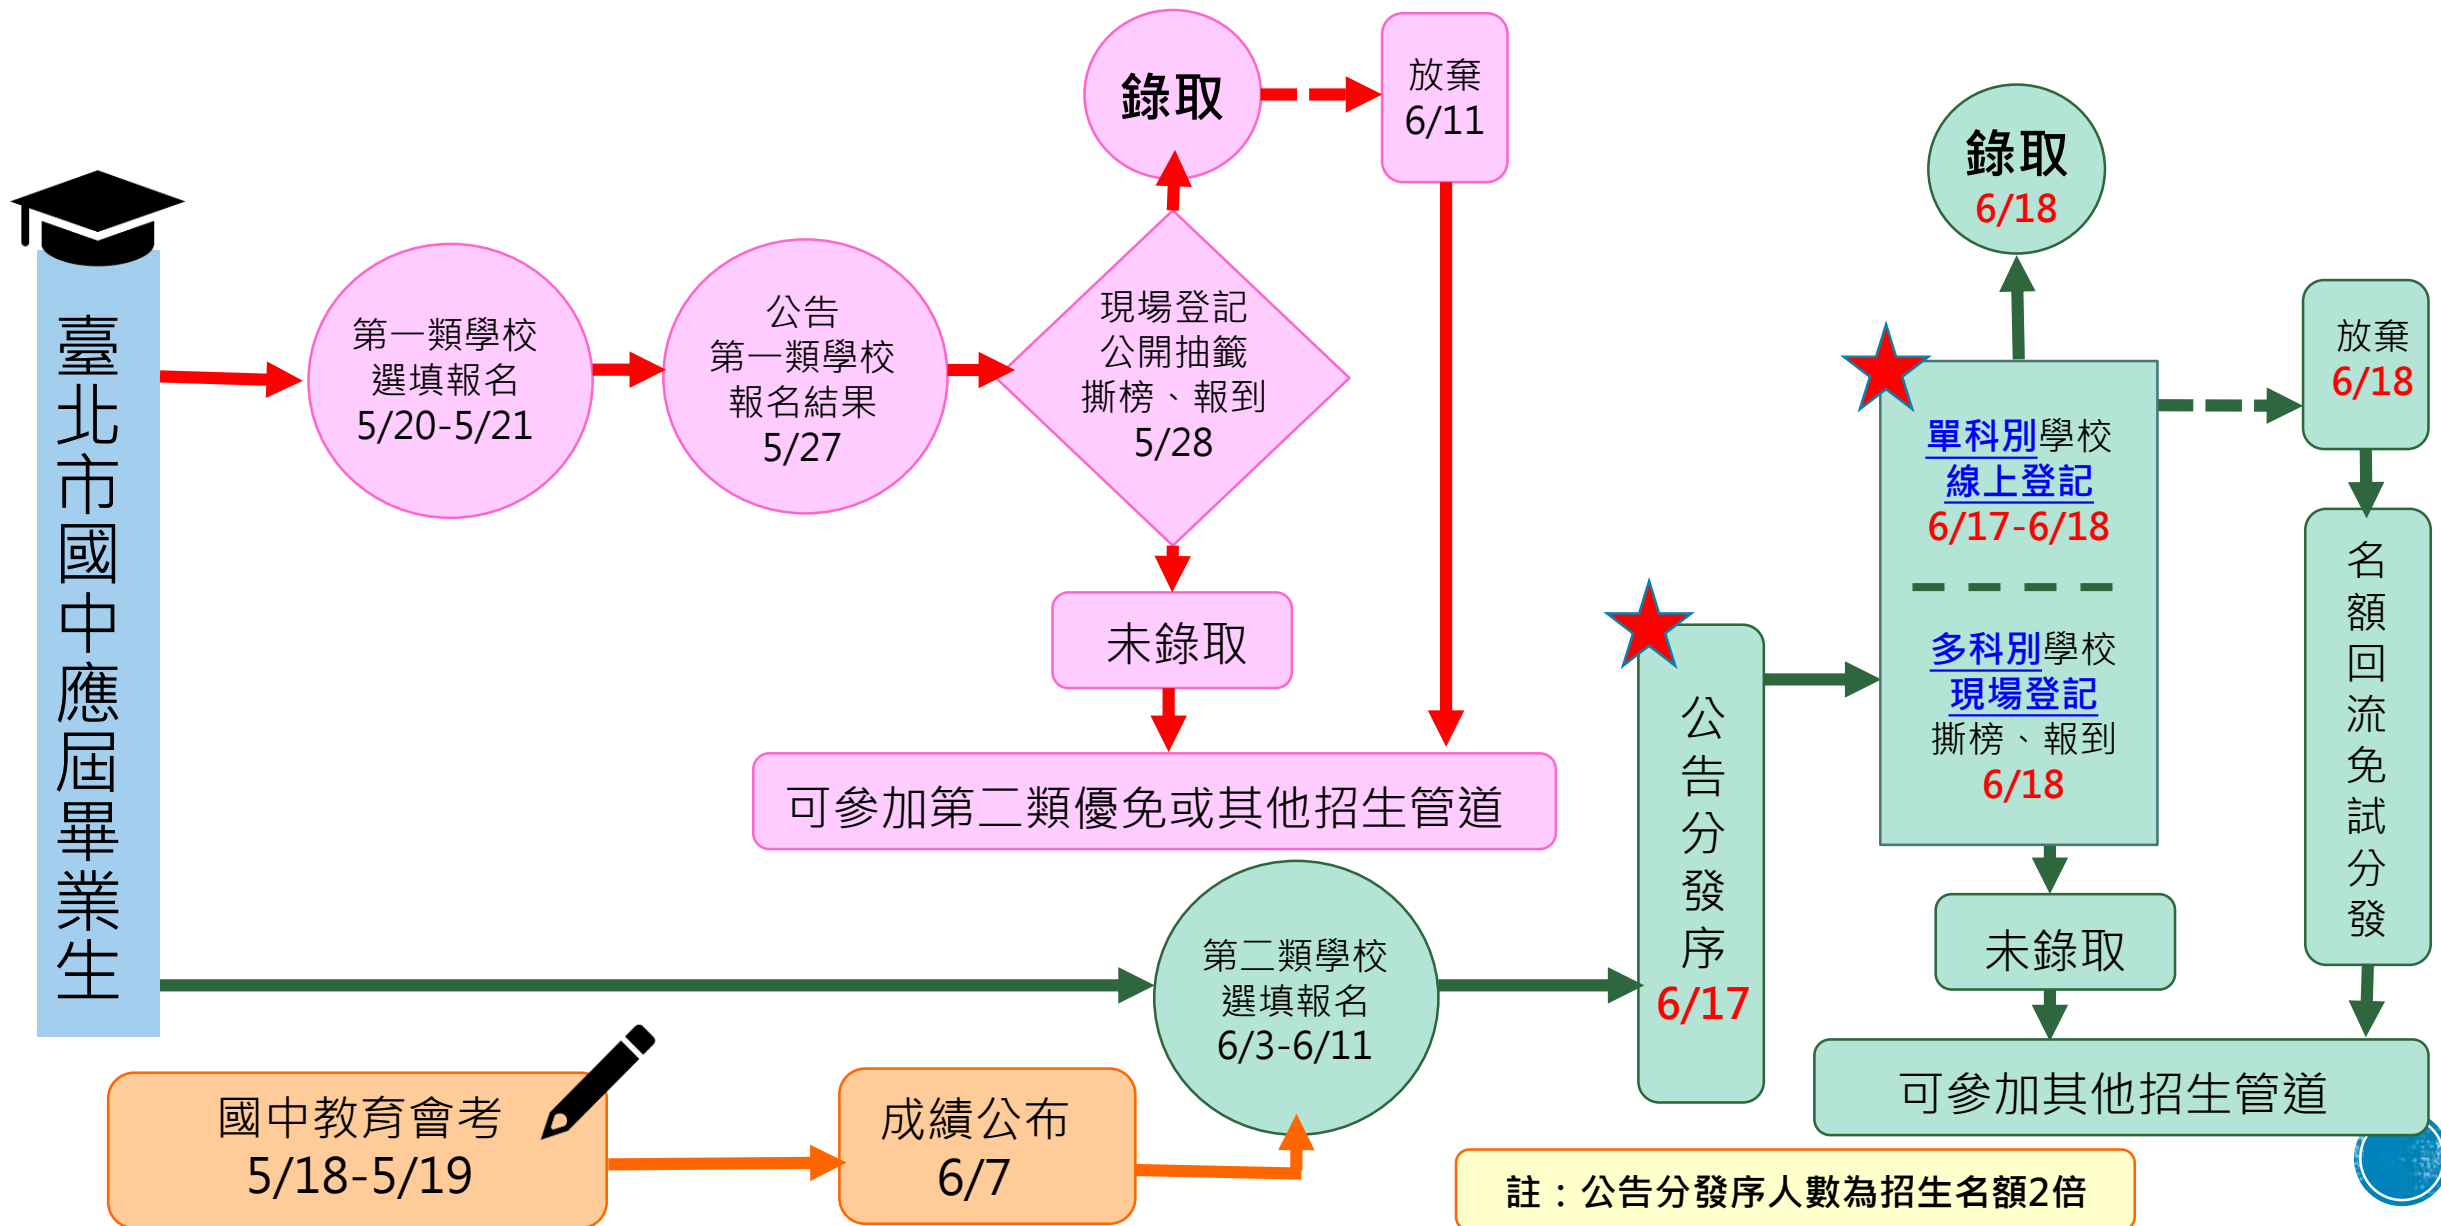 臺北市國中應屆畢業生
第一類學校
選填報名
5/20-5/21
公告
第一類學校
報名結果
5/27
現場登記
公開抽籤
撕榜、報到
5/28
錄取
放棄
6/11
未錄取
可參加第二類優免或其他招生管道
國中教育會考
5/18-5/19
成績公布
6/7
第二類學校
選填報名
6/3-6/11
公告分發序
6/17
單科別學校
線上登記
6/17-6/18
多科別學校
現場登記
撕榜、報到
6/18
錄取
6/18
放棄
6/18
名額回流免試分發
未錄取
可參加其他招生管道
註：公告分發序人數為招生名額2倍